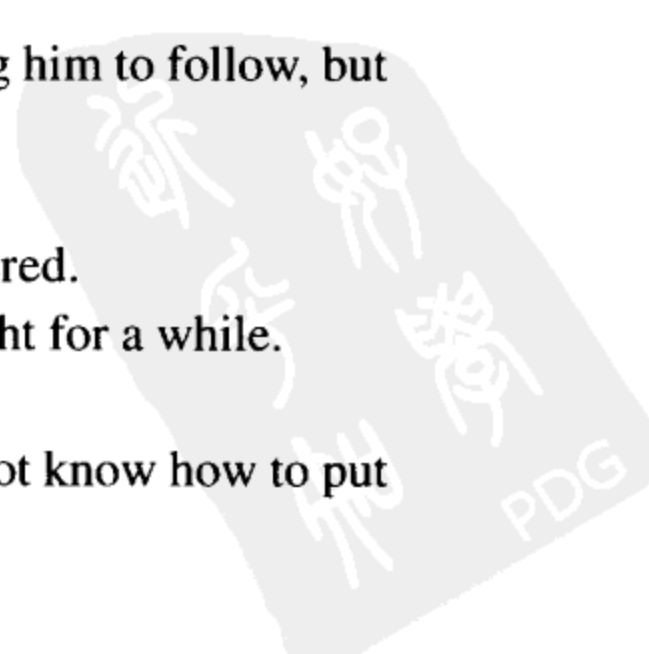 him to follow, but
red.
ht for a while.
ot know how to put
PDG